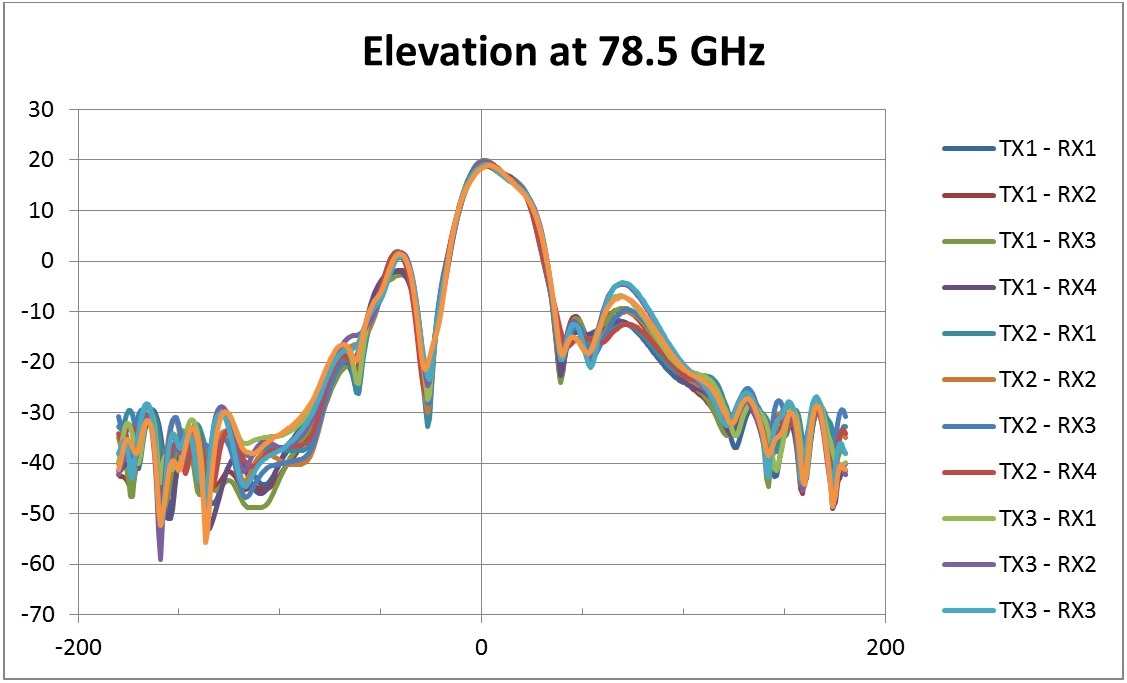 Elevation at 78.5 GHz
30
20
10
0
-10
-20
-30
-40
-50
-60
-70
-200
0
200
TX1 - RX1
TX1 - RX2
TX1 - RX3
TX1 - RX4
TX2 - RX1
TX2 - RX2
TX2 - RX3
TX2 - RX4
TX3 - RX1
TX3 - RX2
TX3 - RX3